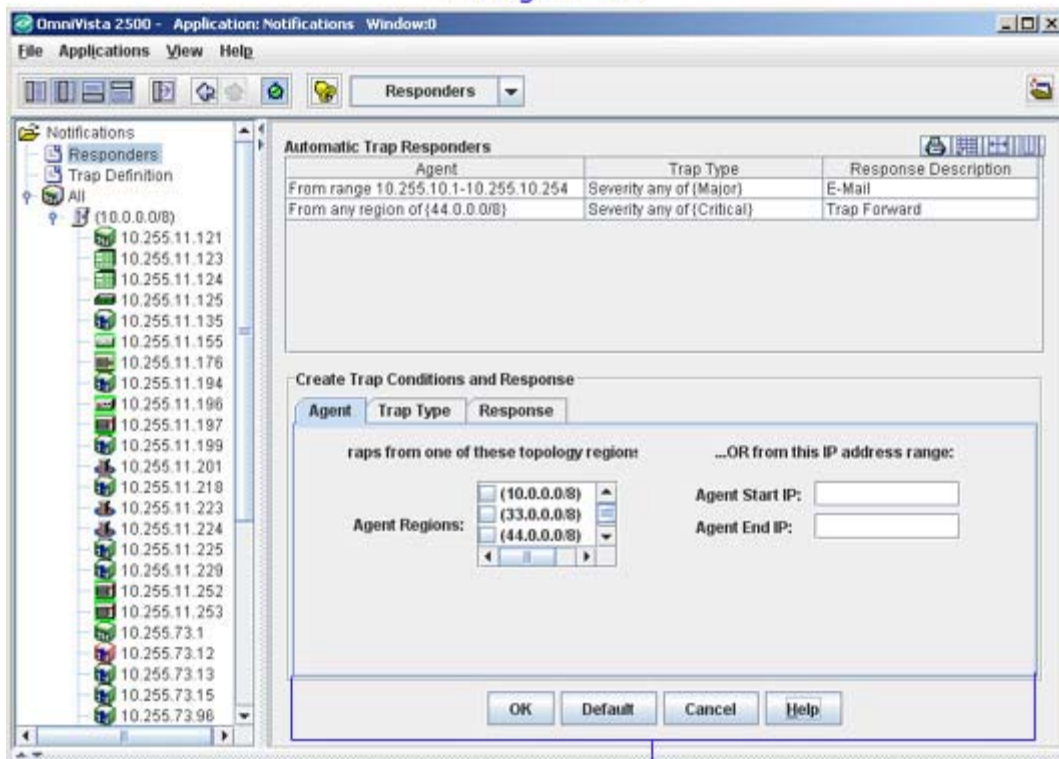 OmniVista 2500 - Application: Notifications Window:0
File Applications View Help
Responders
Notifications
Responders
Trap Definition
All
(10.0.0.0/8)
10.255.11.121
10.255.11.123
10.255.11.124
10.255.11.125
10.255.11.135
10.255.11.155
10.255.11.176
10.255.11.194
10.255.11.196
10.255.11.197
10.255.11.199
10.255.11.201
10.255.11.218
10.255.11.223
10.255.11.224
10.255.11.225
10.255.11.229
10.255.11.252
10.255.11.253
10.255.73.1
10.255.73.12
10.255.73.13
10.255.73.15
10.255.73.96
Automatic Trap Responders
Agent Trap Type Response Description
From range 10.255.10.1-10.255.10.254 Severity any of {Major} E-Mail
From any region of {44.0.0.0/8} Severity any of {Critical} Trap Forward
Create Trap Conditions and Response
Agent Trap Type Response
raps from one of these topology regions
...OR from this IP address range:
Agent Regions:
(10.0.0.0/8)
(33.0.0.0/8)
(44.0.0.0/8)
Agent Start IP:
Agent End IP:
OK Default Cancel Help